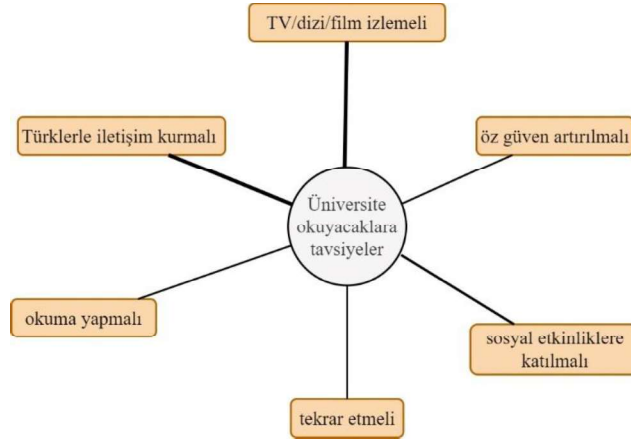 TV/dizi/film izlemeli
Türklerle iletişim kurmalı
öz güven artırılmalı
Üniversite
okuyacaklara
tavsiyeler
okuma yapmalı
sosyal etkinliklere
katılmalı
tekrar etmeli